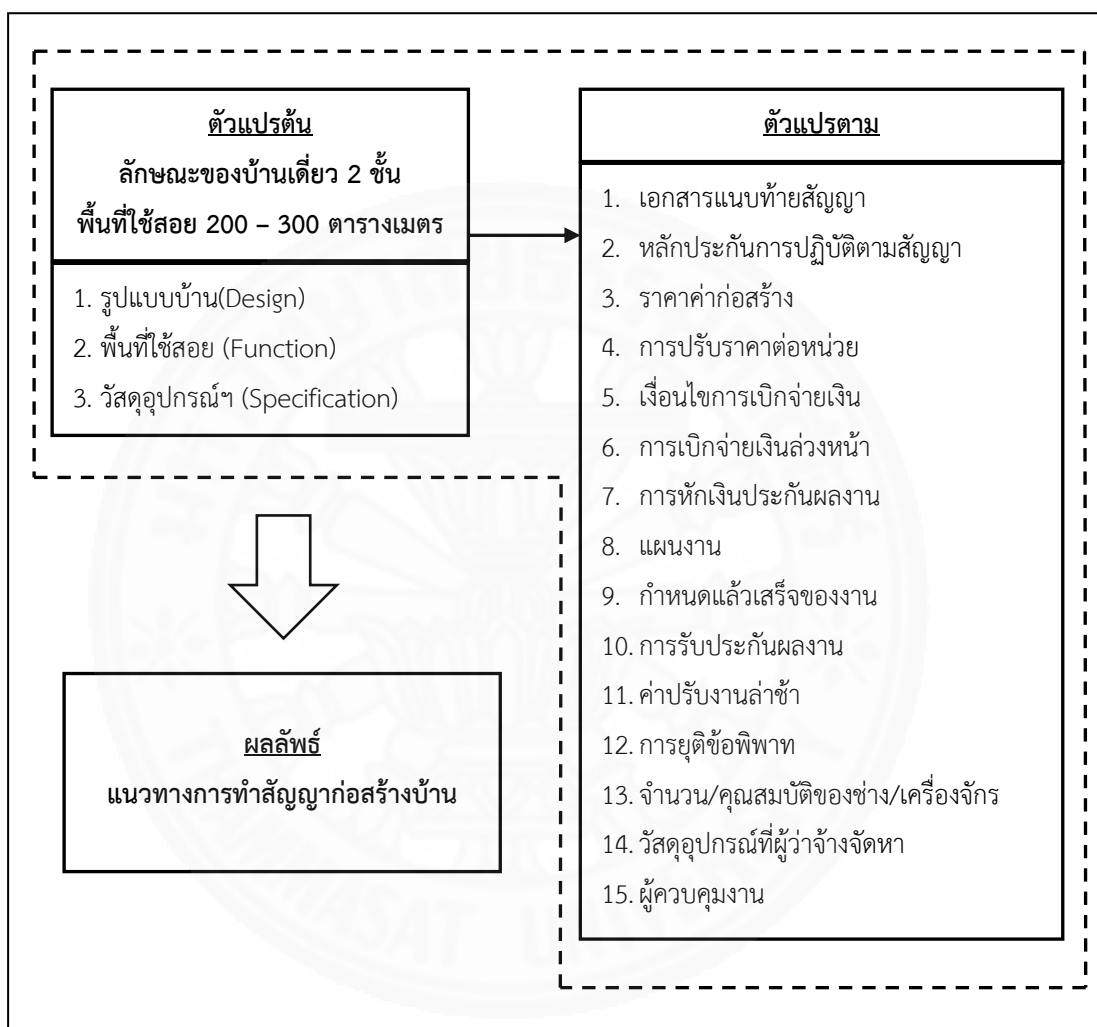 ตัวแปรต้น
ลักษณะของบ้านเดี่ยว 2 ชั้น
พื้นที่ใช้สอย 200 – 300 ตารางเมตร
1. รูปแบบบ้าน(Design)
2. พื้นที่ใช้สอย (Function)
3. วัสดุอุปกรณ์ฯ (Specification)
ตัวแปรตาม
1. เอกสารแนบท้ายสัญญา
2. หลักประกันการปฏิบัติตามสัญญา
3. ราคาค่าก่อสร้าง
4. การปรับราคาต่อหน่วย
5. เงื่อนไขการเบิกจ่ายเงิน
6. การเบิกจ่ายเงินล่วงหน้า
7. การหักเงินประกันผลงาน
8. แผนงาน
9. กำหนดแล้วเสร็จของงาน
10. การรับประกันผลงาน
11. ค่าปรับงานล่าช้า
12. การยุติข้อพิพาท
13. จำนวน/คุณสมบัติของช่าง/เครื่องจักร
14. วัสดุอุปกรณ์ที่ผู้ว่าจ้างจัดหา
15. ผู้ควบคุมงาน
ผลลัพธ์
แนวทางการทำสัญญาก่อสร้างบ้าน